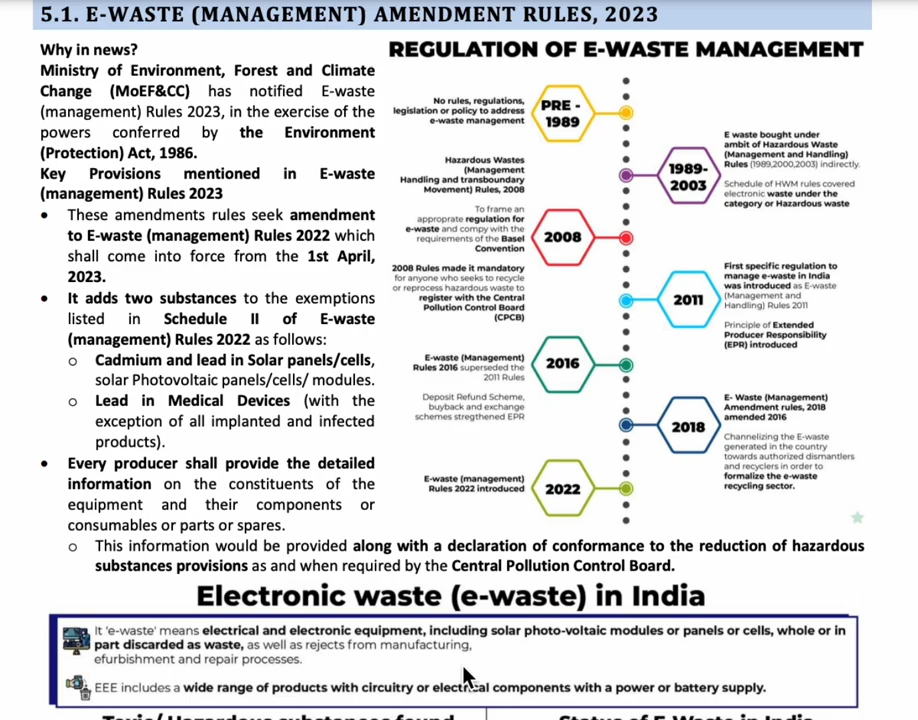 5.1. E-WASTE (MANAGEMENT) AMENDMENT RULES, 2023
Why in news?
Ministry of Environment, Forest and Climate
Change (MoEF&CC) has notified E-waste
(management) Rules 2023, in the exercise of the
powers conferred by the Environment
(Protection) Act, 1986.
Key Provisions mentioned in E-waste
(management) Rules 2023
• These amendments rules seek amendment
to E-waste (management) Rules 2022 which
shall come into force from the 1st April,
2023.
• It adds two substances to the exemptions
listed in Schedule II of E-waste
(management) Rules 2022 as follows:
o Cadmium and lead in Solar panels/cells,
solar Photovoltaic panels/cells/ modules.
o Lead in Medical Devices (with the
exception of all implanted and infected
products).
• Every producer shall provide the detailed
information on the constituents of the
equipment and their components or
consumables or parts or spares.
o This information would be provided along with a declaration of conformance to the reduction of hazardous
substances provisions as and when required by the Central Pollution Control Board.
REGULATION OF E-WASTE MANAGEMENT
No rules, regulations,
legislation or policy to address
e-waste management
PRE -
1989
E waste bought under
ambit of Hazardous Waste
(Management and Handling)
Rules (1989,2000,2003) indirectly.
Schedule of HWM rules covered
electronic waste under the
category or Hazardous waste
1989-
2003
Hazardous Wastes
(Management
Handling and transboundary
Movement) Rules, 2008
To frame an
appropriate regulation for
e-waste and compy with the
requirements of the Basel
Convention
2008 Rules made it mandatory
for anyone who seeks to recycle
or reprocess hazardous waste to
register with the Central
Pollution Control Board
(CPCB)
2008
2011
First specific regulation to
manage e-waste in India
was introduced as E-waste
(Management and
Handling) Rules 2011
Principle of Extended
Producer Responsibility
(EPR) introduced
E-waste (Management)
Rules 2016 superseded the
2011 Rules
Deposit Refund Scheme,
buyback and exchange
schemes stregthened EPR
2016
2018
E- Waste (Management)
Amendment rules, 2018
amended 2016
Channelizing the E-waste
generated in the country
towards authorized dismantlers
and recyclers in order to
formalize the e-waste
recycling sector.
E-waste (management)
Rules 2022 introduced
2022
Electronic waste (e-waste) in India
It 'e-waste' means electrical and electronic equipment, including solar photo-voltaic modules or panels or cells, whole or in
part discarded as waste, as well as rejects from manufacturing,
efurbishment and repair processes.
EEE includes a wide range of products with circuitry or electrical components with a power or battery supply.
Toxic/ Hazardous substances found
Status of E-Waste in India